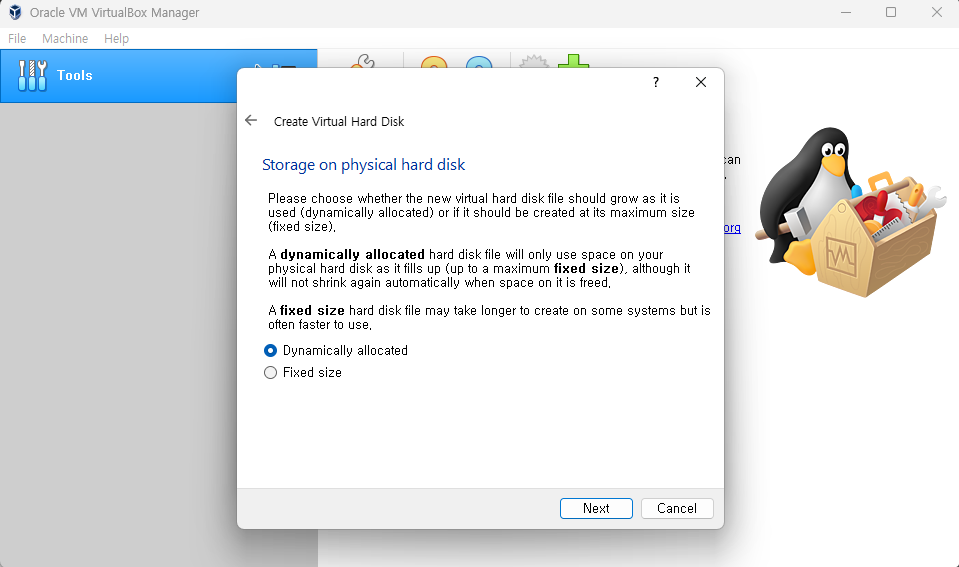 Oracle VM VirtualBox Manager
File Machine Help
Tools
?
Create Virtual Hard Disk
Storage on physical hard disk
can
Please choose whether the new virtual hard disk file should grow as it is
used (dynamically allocated) or if it should be created at its maximum size
(fixed size).
org
A dynamically allocated hard disk file will only use space on your
physical hard disk as it fills up (up to a maximum fixed size), although it
will not shrink again automatically when space on it is freed.
A fixed size hard disk file may take longer to create on some systems but is
often faster to use.
Dynamically allocated
Fixed size
Next Cancel